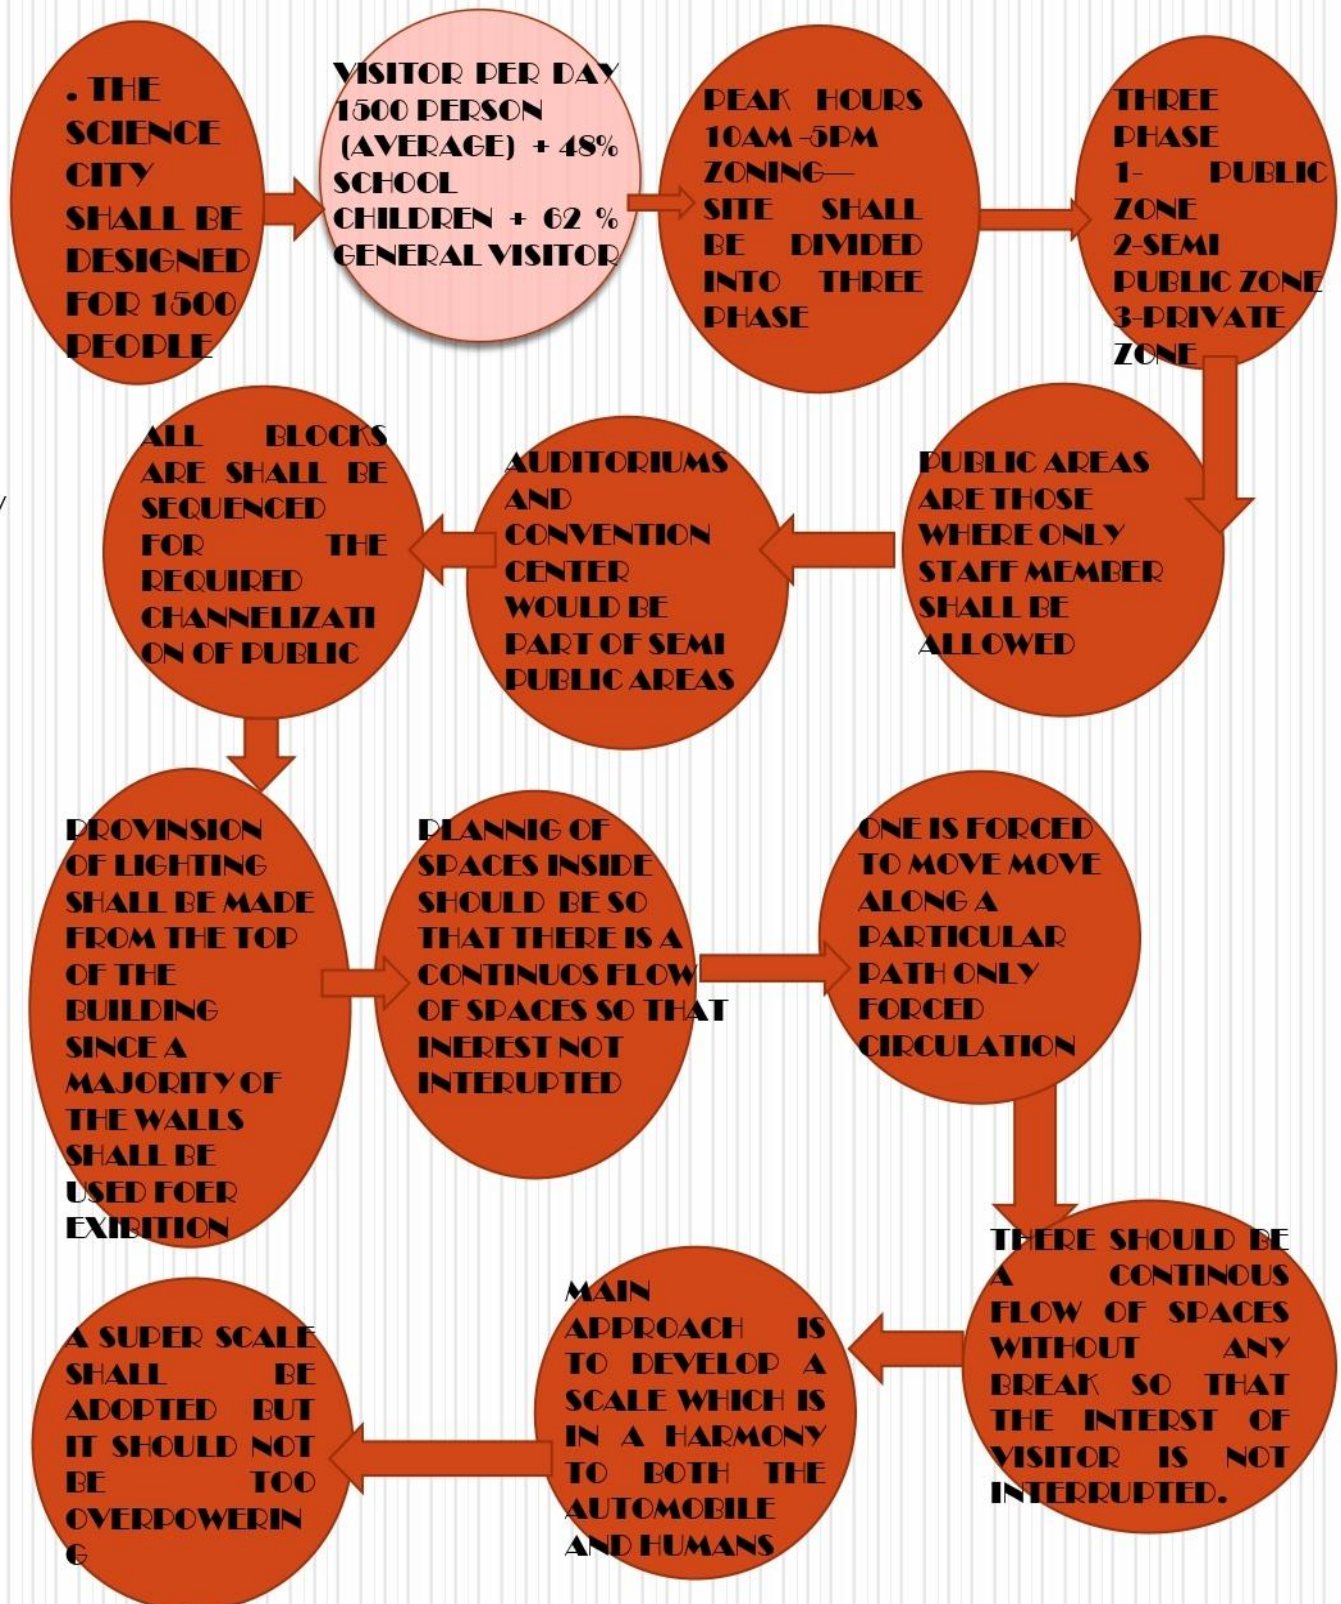 . THE
SCIENCE
CITY
SHALL BE
DESIGNED
FOR 1500
PEOPLE
VISITOR PER DAY
1500 PERSON
(AVERAGE) + 48%
SCHOOL
CHILDREN + 62 %
GENERAL VISITOR
PEAK HOURS
10AM -5PM
ZONING—
SITE SHALL
BE DIVIDED
INTO THREE
PHASE
THREE
PHASE
1- PUBLIC
ZONE
2-SEMI
PUBLIC ZONE
3-PRIVATE
ZONE
PUBLIC AREAS
ARE THOSE
WHERE ONLY
STAFF MEMBER
SHALL BE
ALLOWED
AUDITORIUMS
AND
CONVENTION
CENTER
WOULD BE
PART OF SEMI
PUBLIC AREAS
ALL BLOCKS
ARE SHALL BE
SEQUENCED
FOR THE
REQUIRED
CHANNELIZATI
ON OF PUBLIC
PROVINSION
OF LIGHTING
SHALL BE MADE
FROM THE TOP
OF THE
BUILDING
SINCE A
MAJORITY OF
THE WALLS
SHALL BE
USED FOER
EXIBITION
PLANNIG OF
SPACES INSIDE
SHOULD BE SO
THAT THERE IS A
CONTINUOS FLOW
OF SPACES SO THAT
INEREST NOT
INTERUPTED
ONE IS FORCED
TO MOVE MOVE
ALONG A
PARTICULAR
PATH ONLY
FORCED
CIRCULATION
THERE SHOULD BE
A CONTINOUS
FLOW OF SPACES
WITHOUT ANY
BREAK SO THAT
THE INTERST OF
VISITOR IS NOT
INTERRUPTED.
MAIN
APPROACH IS
TO DEVELOP A
SCALE WHICH IS
IN A HARMONY
TO BOTH THE
AUTOMOBILE
AND HUMANS
A SUPER SCALE
SHALL BE
ADOPTED BUT
IT SHOULD NOT
BE TOO
OVERPOWERIN
G